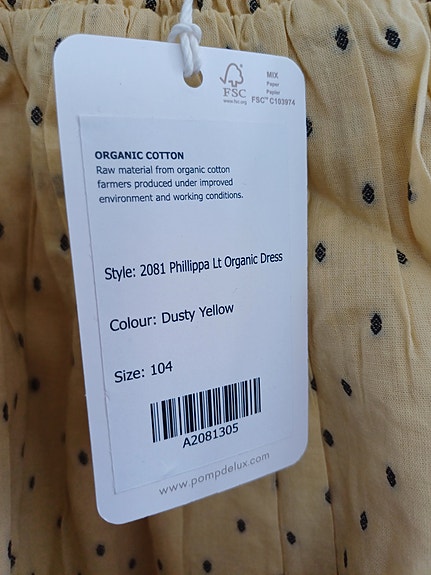 FSC
www.fsc.org
MIX
Paper
Papier
FSC™ C103974
ORGANIC COTTON
Raw material from organic cotton
farmers produced under improved
environment and working conditions.
Style: 2081 Phillippa Lt Organic Dress
Colour: Dusty Yellow
Size: 104
A2081305
www.pompdelux.com